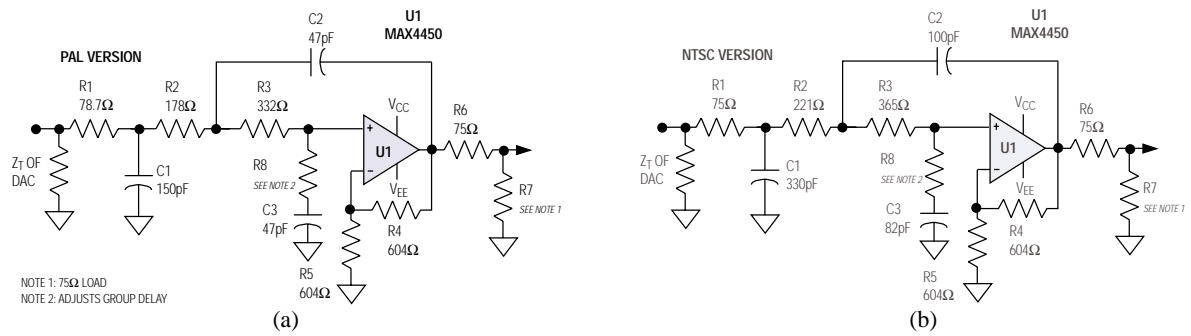 U1
MAX4450
C2
47pF
PAL VERSION
R1
78.7Ω
R2
178Ω
R3
332Ω
VCC
R6
75Ω
+
U1
−
ZT OF
DAC
C1
150pF
R8
SEE NOTE 2
VEE
R7
SEE NOTE 1
C3
47pF
R4
604Ω
R5
604Ω
NOTE 1: 75Ω LOAD
NOTE 2: ADJUSTS GROUP DELAY
(a)
U1
MAX4450
C2
100pF
NTSC VERSION
R1
75Ω
R2
221Ω
R3
365Ω
VCC
R6
75Ω
+
U1
−
ZT OF
DAC
C1
330pF
R8
SEE NOTE 2
VEE
R7
SEE NOTE 1
C3
82pF
R4
604Ω
R5
604Ω
(b)